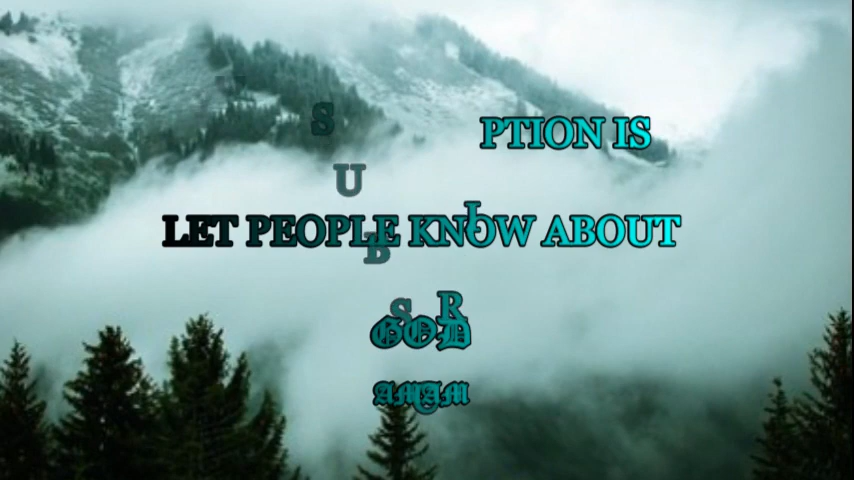 S
PTION IS
U
I
LET PEOPLE KNOW ABOUT
B
S R
GOD